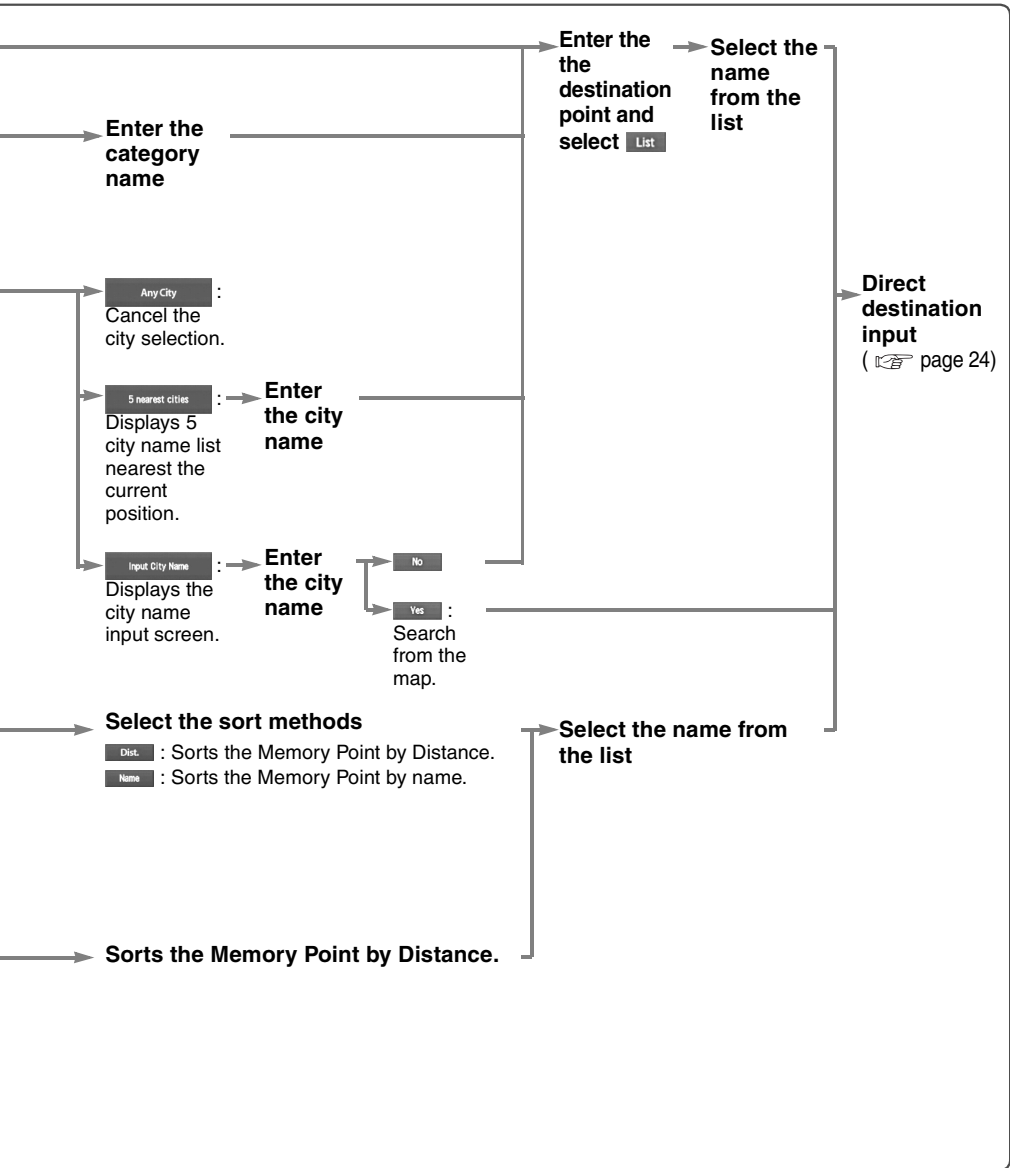 Enter the
the
destination
point and
select List
Select the
name
from the
list
Enter the
category
name
Any City :
Cancel the
city selection.
5 nearest cities :
Displays 5
city name list
nearest the
current
position.
Enter
the city
name
Input City Name :
Displays the
city name
input screen.
Enter
the city
name
No
Yes :
Search
from the
map.
Direct
destination
input
( ☞ page 24)
Select the sort methods
Dist. : Sorts the Memory Point by Distance.
Name : Sorts the Memory Point by name.
Select the name from
the list
Sorts the Memory Point by Distance.